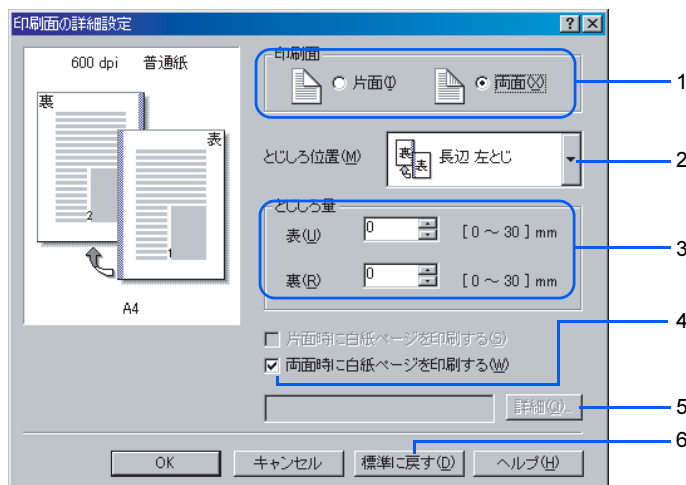 印刷面の詳細設定
600 dpi 普通紙
裏
表
2
1
A4
印刷面
片面(I)
両面(X)
1
とじしろ位置(M)
裏
表
長辺 左とじ
2
とじしろ量
表(U) 0 [ 0 ～ 30 ] mm
裏(R) 0 [ 0 ～ 30 ] mm
3
片面時に白紙ページを印刷する(S)
両面時に白紙ページを印刷する(W)
4
詳細(Q)...
5
6
OK キャンセル 標準に戻す(D) ヘルプ(H)